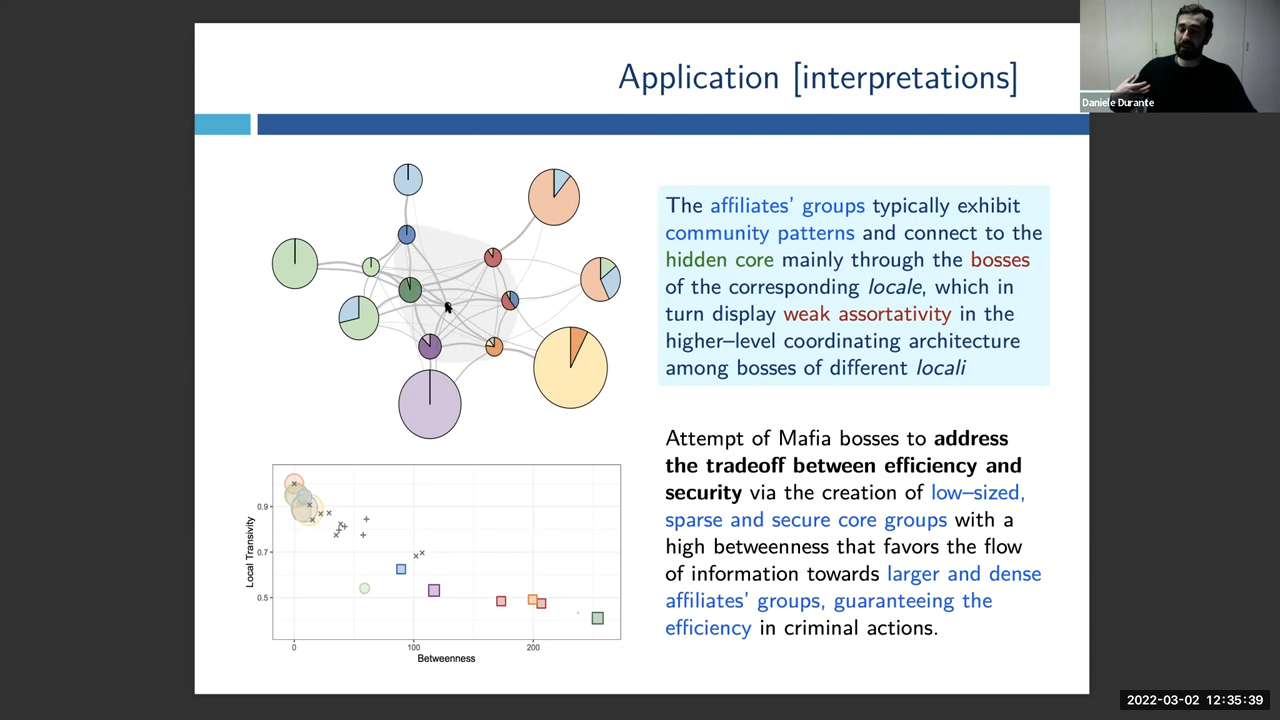 Application [interpretations]
Daniele Durante
The affiliates' groups typically exhibit
community patterns and connect to the
hidden core mainly through the bosses
of the corresponding locale, which in
turn display weak assortativity in the
higher–level coordinating architecture
among bosses of different locali
Attempt of Mafia bosses to address
the tradeoff between efficiency and
security via the creation of low–sized,
sparse and secure core groups with a
high betweenness that favors the flow
of information towards larger and dense
affiliates' groups, guaranteeing the
efficiency in criminal actions.
Local Transivity
0.9
0.7
0.5
0
100
200
Betweenness
2022-03-02 12:35:39